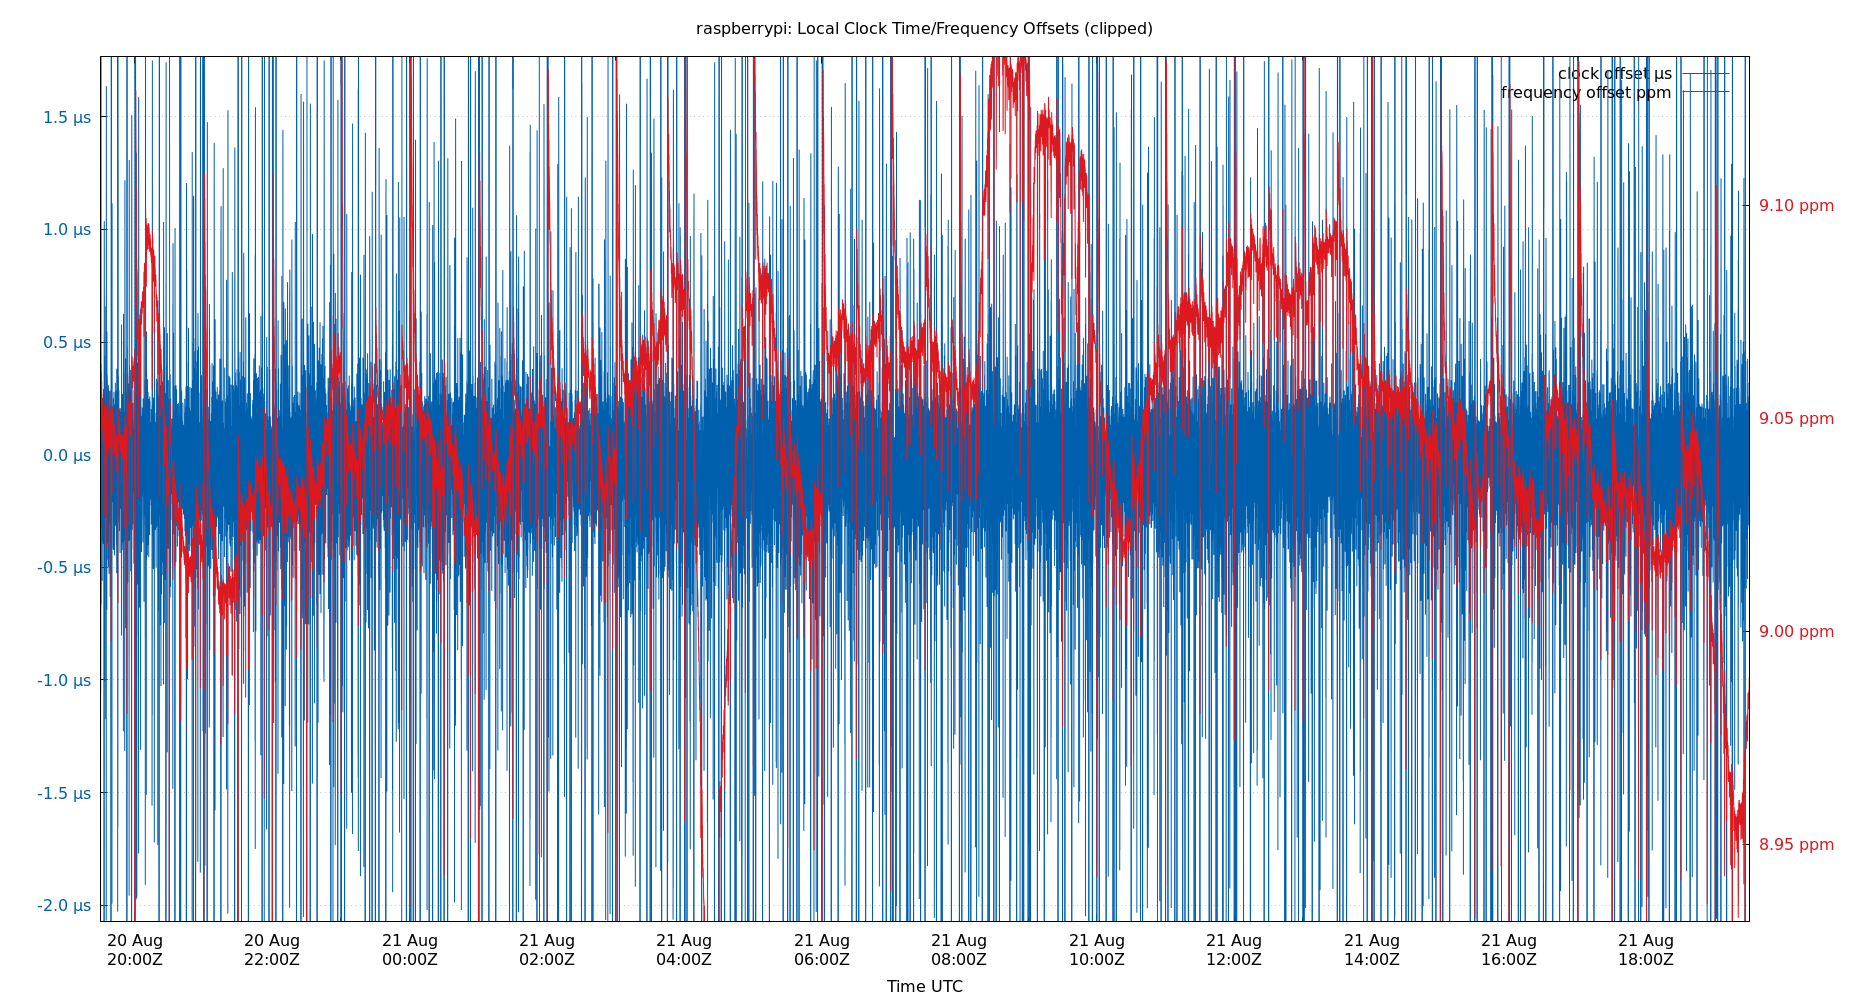 raspberrypi: Local Clock Time/Frequency Offsets (clipped)
clock offset µs
frequency offset ppm
1.5 µs
1.0 µs
0.5 µs
0.0 µs
-0.5 µs
-1.0 µs
-1.5 µs
-2.0 µs
9.10 ppm
9.05 ppm
9.00 ppm
8.95 ppm
20 Aug 20 Aug 21 Aug 21 Aug 21 Aug 21 Aug 21 Aug 21 Aug 21 Aug 21 Aug 21 Aug 21 Aug
20:00Z 22:00Z 00:00Z 02:00Z 04:00Z 06:00Z 08:00Z 10:00Z 12:00Z 14:00Z 16:00Z 18:00Z
Time UTC